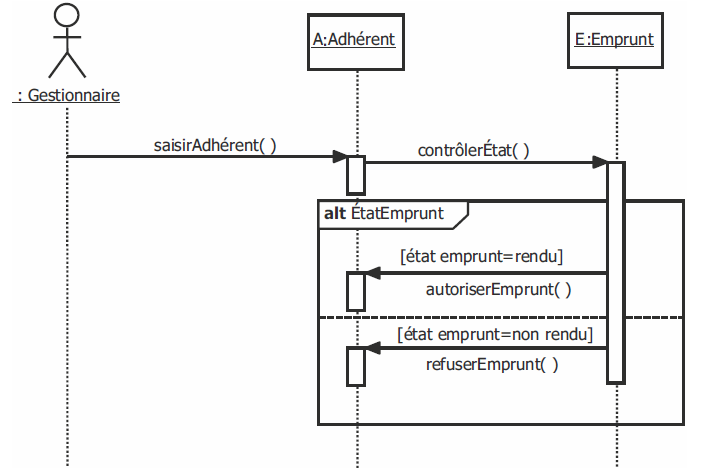 A:Adhérent
E:Emprunt
: Gestionnaire
saisirAdhérent( )
contrôlerÉtat( )
alt ÉtatEmprunt
[état emprunt=rendu]
autoriserEmprunt( )
[état emprunt=non rendu]
refuserEmprunt( )